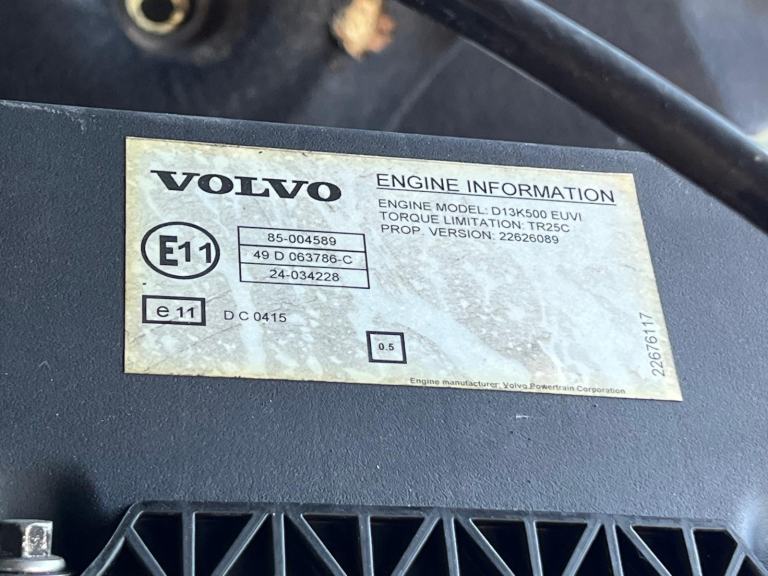 VOLVO
ENGINE INFORMATION
ENGINE MODEL: D13K500 EUVI
TORQUE LIMITATION: TR25C
PROP. VERSION: 22626089
E11
85-004589
49 D 063786-C
24-034228
e 11
D C 0415
0.5
22676117
Engine manufacturer: Volvo Powertrain Corporation